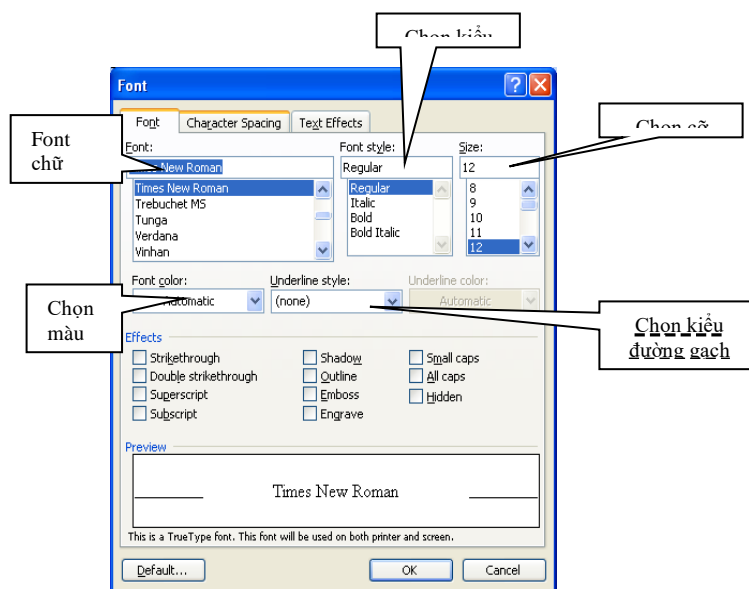 Chọn kiểu
Font
Font
Character Spacing
Text Effects
Font
chữ
Chọn cỡ
Font:
Font style:
Size:
Times New Roman
Regular
12
Times New Roman
Trebuchet MS
Tunga
Verdana
Vinhan
Regular
Italic
Bold
Bold Italic
8
9
10
11
12
Font color:
Underline style:
Underline color:
Automatic
(none)
Automatic
Chọn
màu
Chọn kiểu
đường gạch
Effects
Strikethrough
Shadow
Small caps
Double strikethrough
Outline
All caps
Superscript
Emboss
Hidden
Subscript
Engrave
Preview
Times New Roman
This is a TrueType font. This font will be used on both printer and screen.
Default...
OK
Cancel